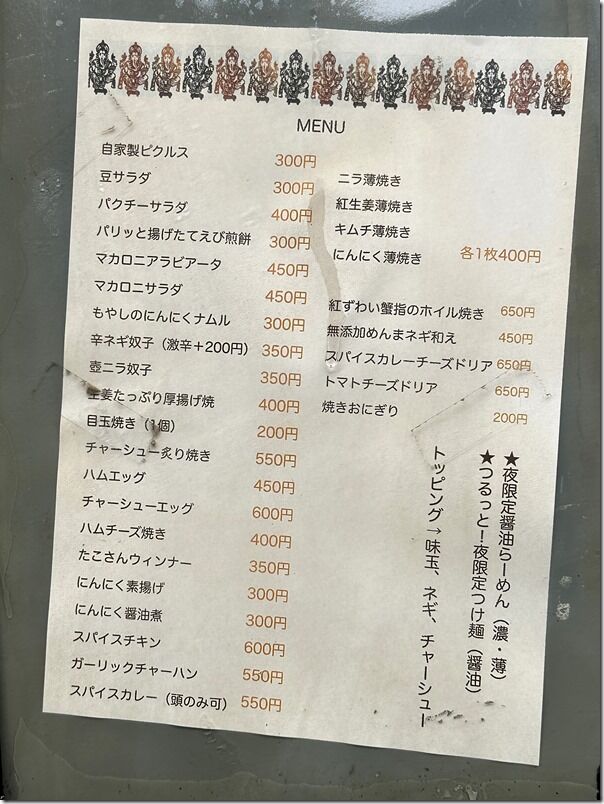 MENU
自家製ピクルス 300円
豆サラダ 300円
パクチーサラダ 400円
パリッと揚げたてえび煎餅 300円
マカロニアラビアータ 450円
マカロニサラダ 450円
もやしのにんにくナムル 300円
辛ネギ奴子（激辛＋200円） 350円
壺ニラ奴子 350円
生姜たっぷり厚揚げ焼 400円
目玉焼き（1個） 200円
チャーシュー炙り焼き 550円
ハムエッグ 450円
チャーシューエッグ 600円
ハムチーズ焼き 400円
たこさんウィンナー 350円
にんにく素揚げ 300円
にんにく醤油煮 300円
スパイスチキン 600円
ガーリックチャーハン 550円
スパイスカレー（頭のみ可） 550円
ニラ薄焼き
紅生姜薄焼き
キムチ薄焼き
にんにく薄焼き 各1枚400円
紅ずわい蟹指のホイル焼き 650円
無添加めんまネギ和え 450円
スパイスカレーチーズドリア 650円
トマトチーズドリア 650円
焼きおにぎり 200円
★夜限定醤油らーめん（濃・薄）
★つるっと！夜限定つけ麺（醤油）
トッピング→味玉、ネギ、チャーシュー